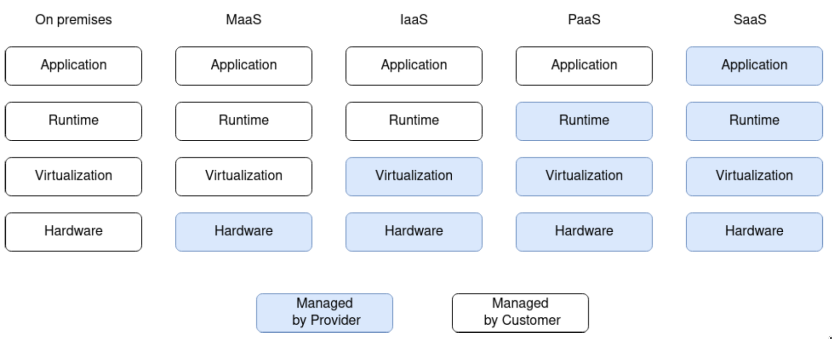 On premises
MaaS
IaaS
PaaS
SaaS
Application
Application
Application
Application
Application
Runtime
Runtime
Runtime
Runtime
Runtime
Virtualization
Virtualization
Virtualization
Virtualization
Virtualization
Hardware
Hardware
Hardware
Hardware
Hardware
Managed
by Provider
Managed
by Customer